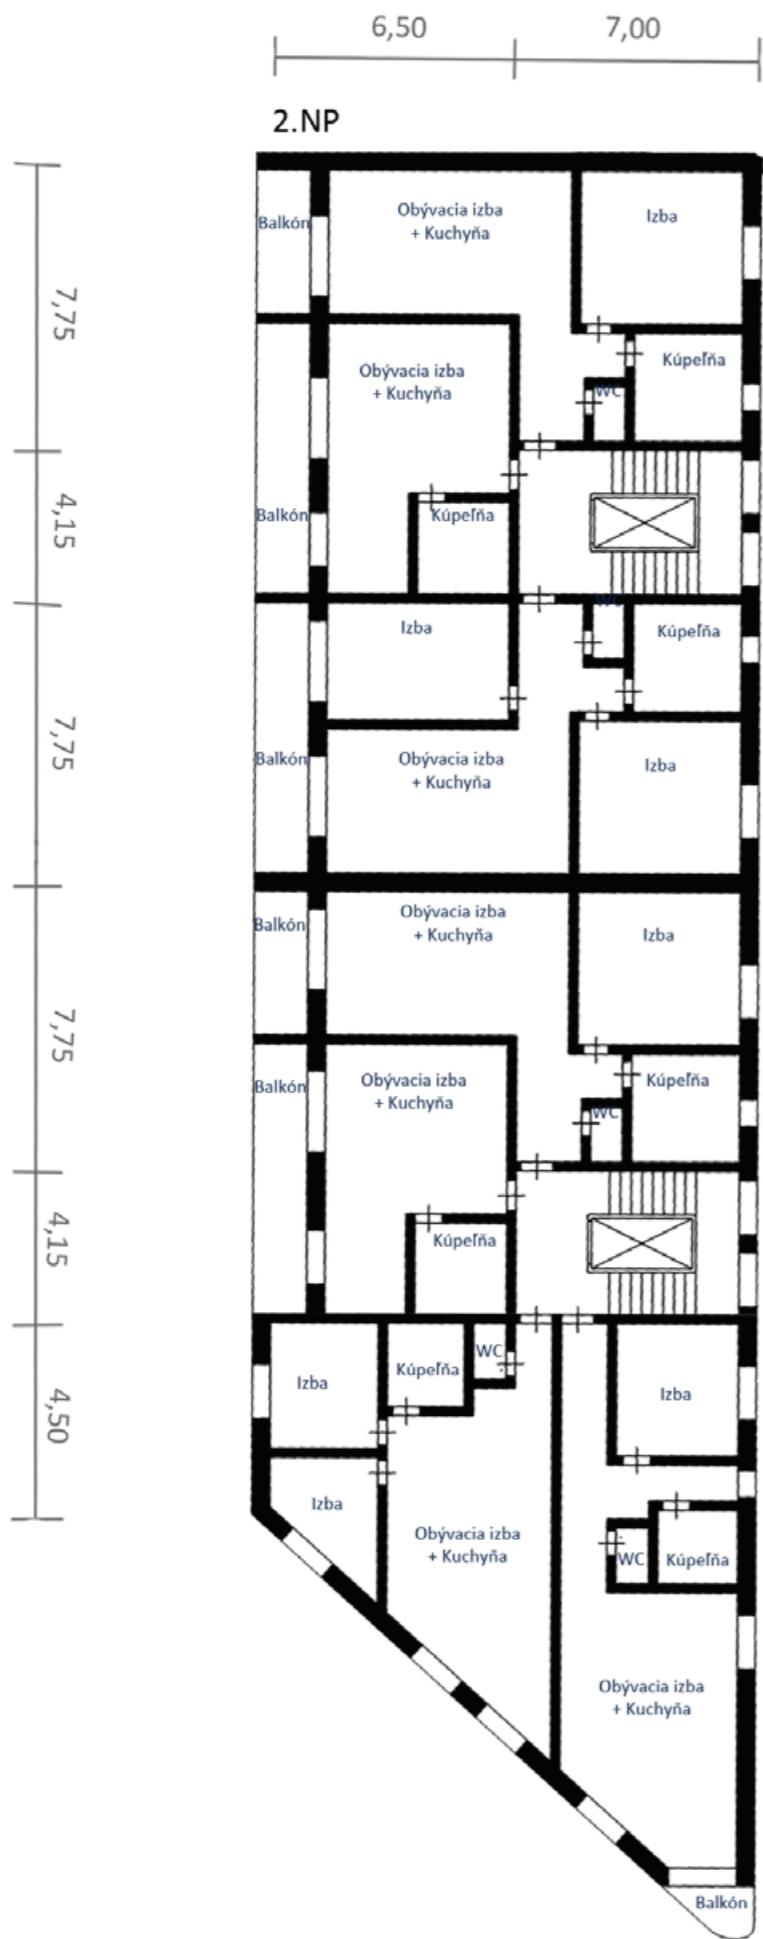 6,50
7,00
2.NP
Balkón
Obývacia izba
+ Kuchyňa
Izba
7,75
Obývacia izba
+ Kuchyňa
Kúpeľňa
WC
4,15
Balkón
Kúpeľňa
Izba
WC
Kúpeľňa
7,75
Balkón
Obývacia izba
+ Kuchyňa
Izba
Balkón
Obývacia izba
+ Kuchyňa
Izba
7,75
Balkón
Obývacia izba
+ Kuchyňa
Kúpeľňa
WC
4,15
Kúpeľňa
4,50
Izba
Kúpeľňa
WC
Izba
Izba
Obývacia izba
+ Kuchyňa
WC
Kúpeľňa
Obývacia izba
+ Kuchyňa
Balkón